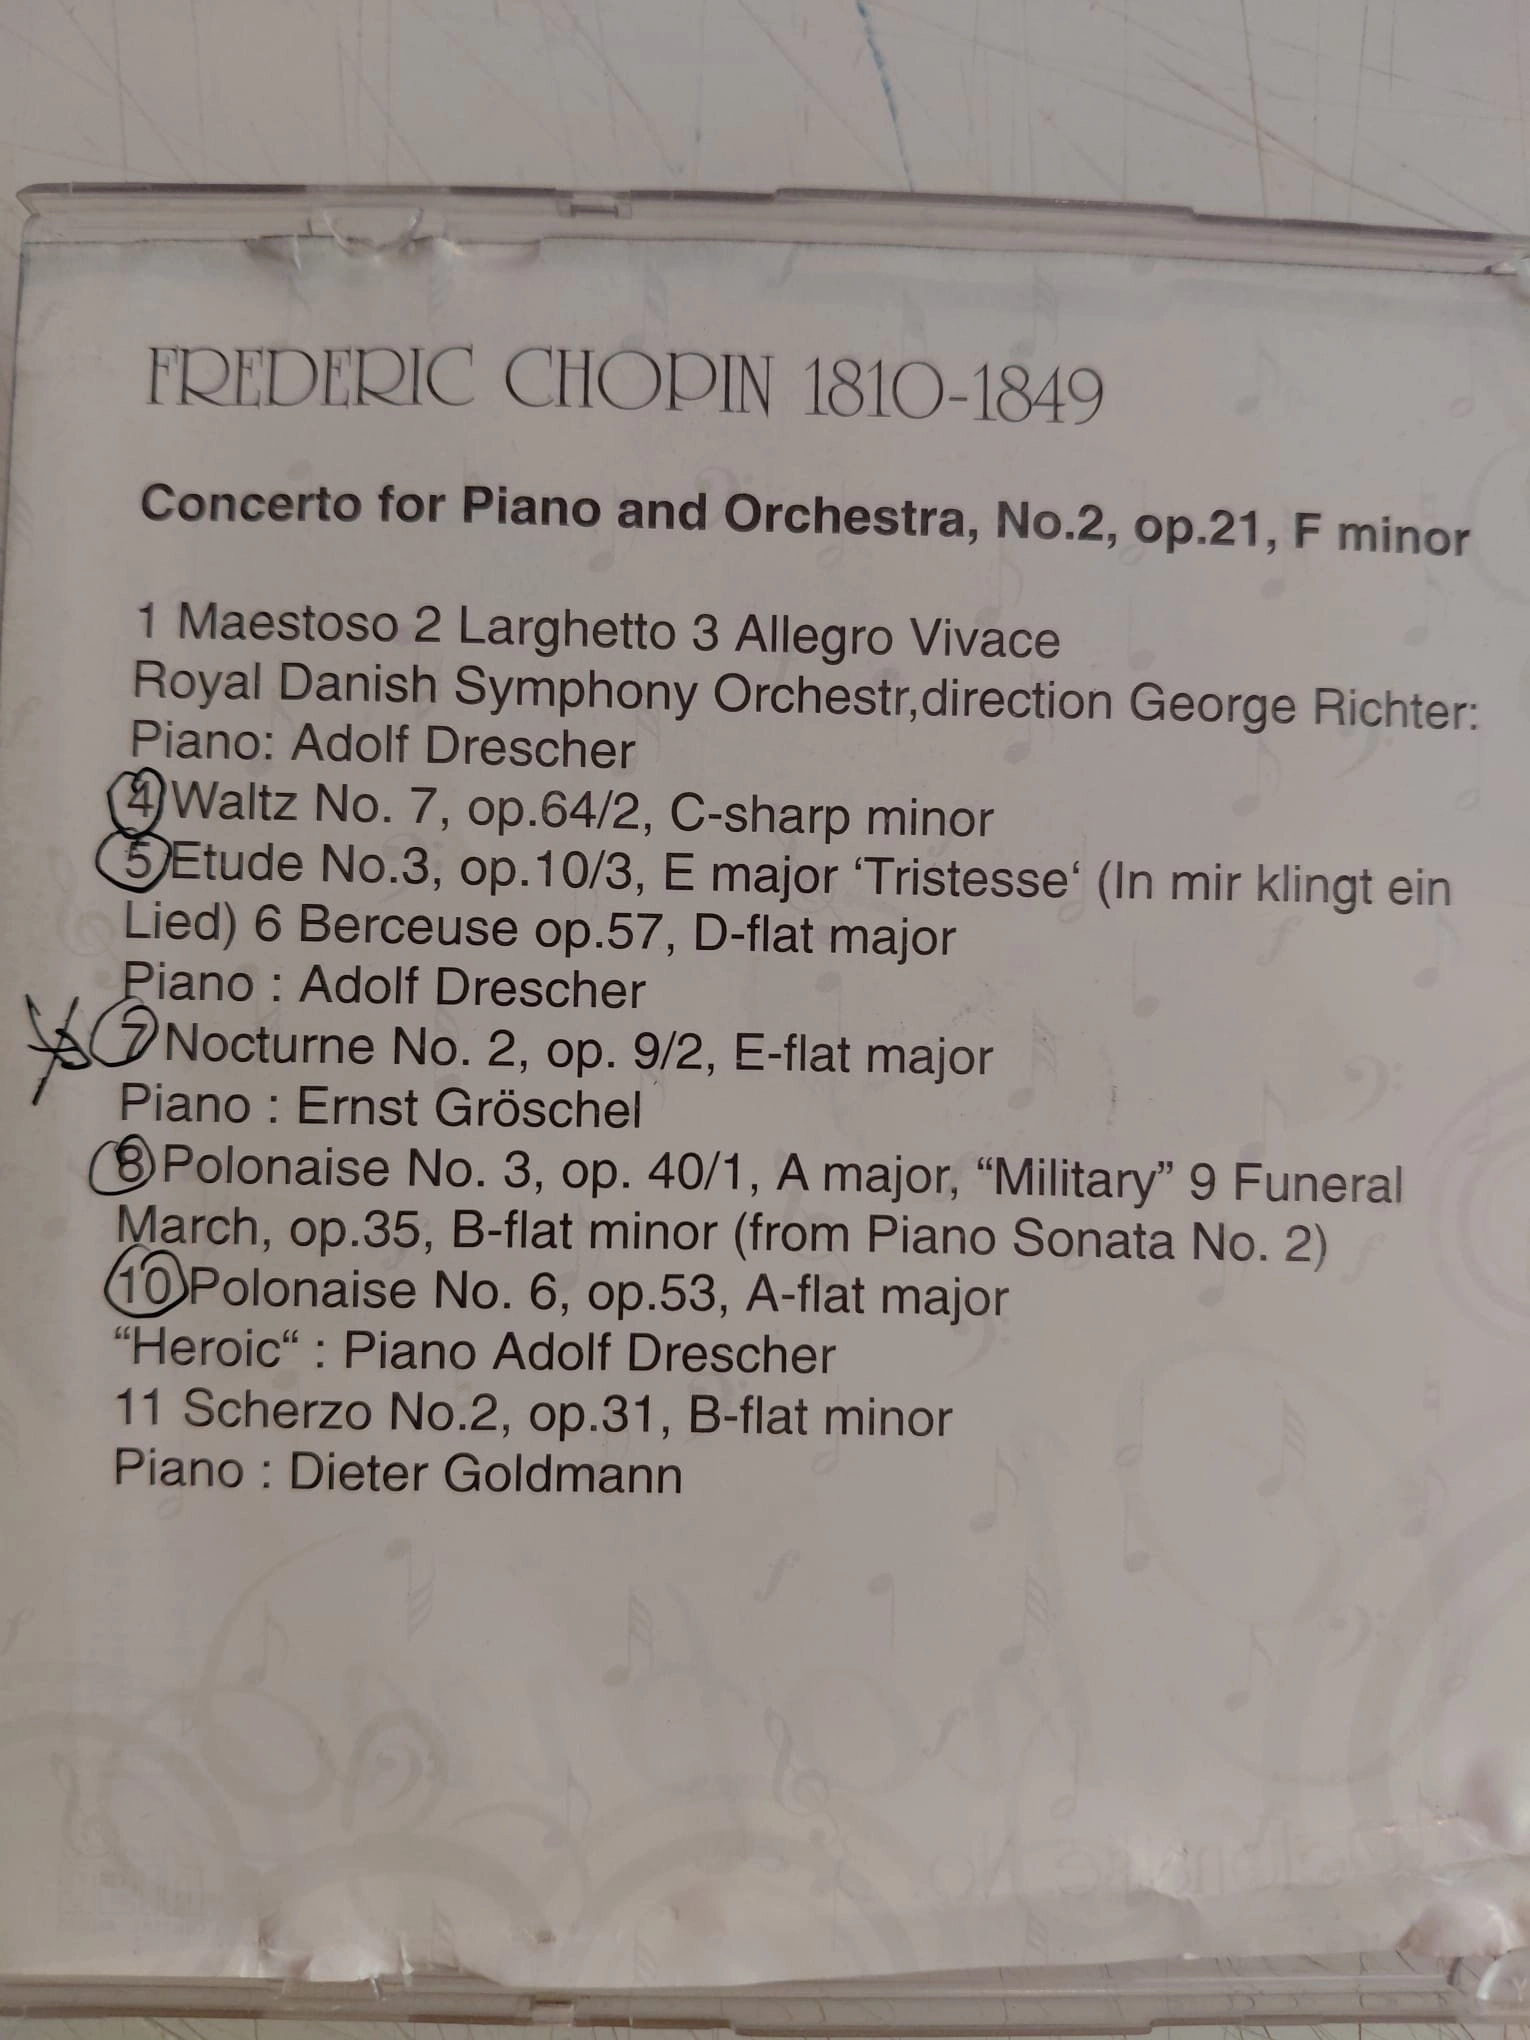 FREDERIC CHOPIN 1810-1849
Concerto for Piano and Orchestra, No.2, op.21, F minor
1 Maestoso 2 Larghetto 3 Allegro Vivace
Royal Danish Symphony Orchestr,direction George Richter:
Piano: Adolf Drescher
4 Waltz No. 7, op.64/2, C-sharp minor
5 Etude No.3, op.10/3, E major ‘Tristesse‘ (In mir klingt ein
Lied) 6 Berceuse op.57, D-flat major
Piano : Adolf Drescher
7 Nocturne No. 2, op. 9/2, E-flat major
Piano : Ernst Gröschel
8 Polonaise No. 3, op. 40/1, A major, “Military” 9 Funeral
March, op.35, B-flat minor (from Piano Sonata No. 2)
10 Polonaise No. 6, op.53, A-flat major
“Heroic“ : Piano Adolf Drescher
11 Scherzo No.2, op.31, B-flat minor
Piano : Dieter Goldmann